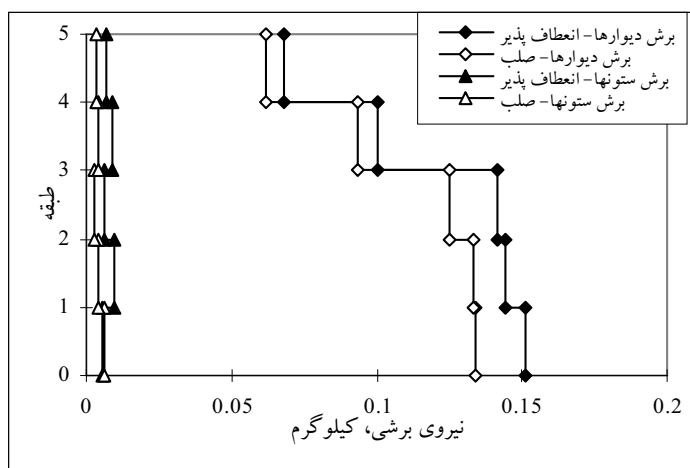 برش دیوارها- انعطاف پذیر
برش دیوارها- صلب
برش ستونها- انعطاف پذیر
برش ستونها- صلب
5
4
3
2
1
0
طبقه
0 0.05 0.1 0.15 0.2
نیروی برشی، کیلوگرم